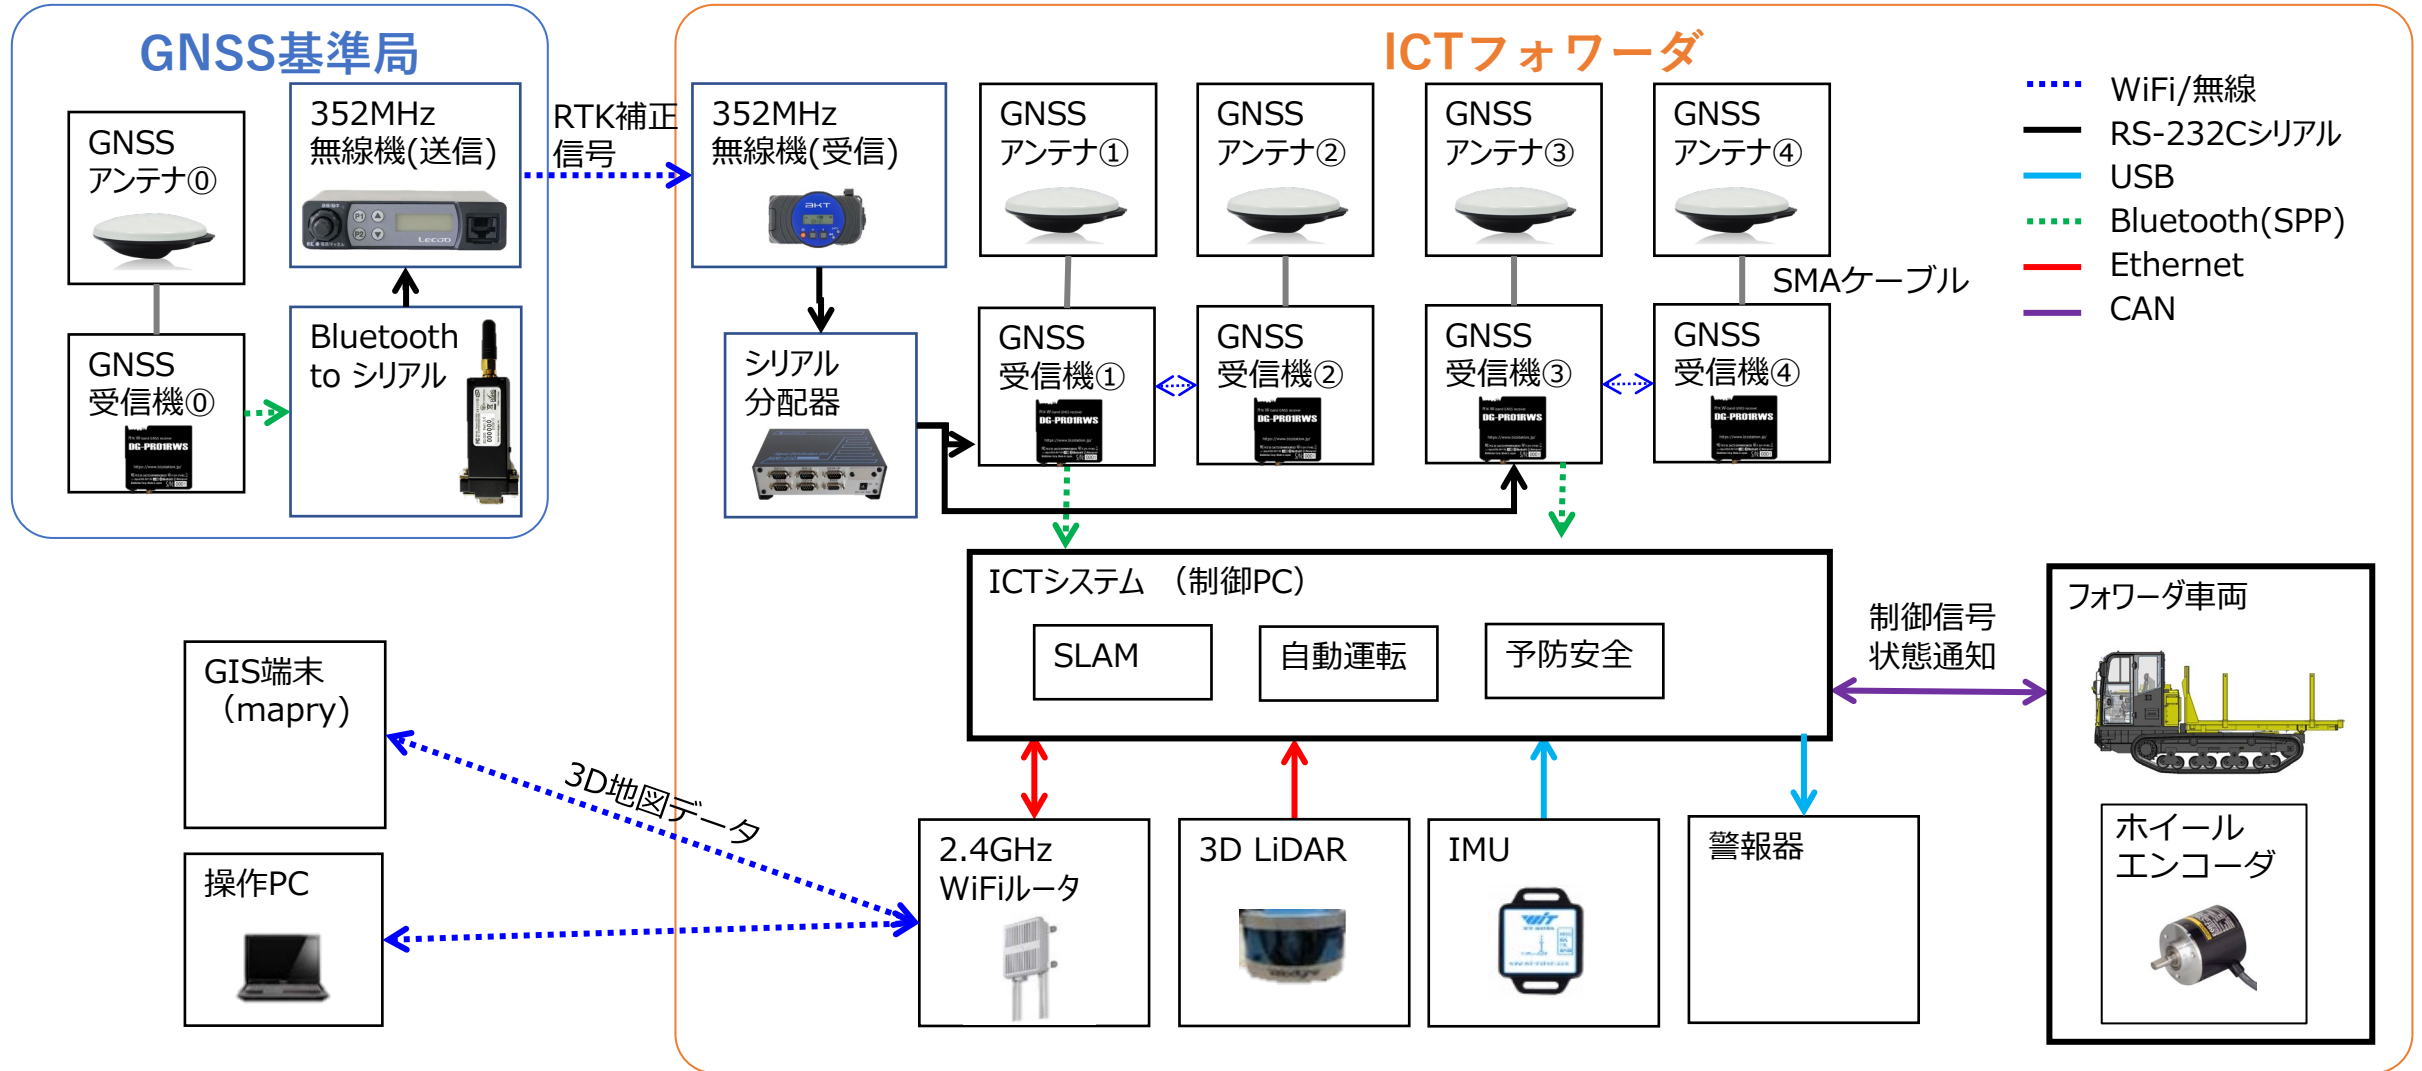 GNSS基準局
GNSS
アンテナ⓪
352MHz
無線機(送信)
GNSS
受信機⓪
DG-PRO1RWS
Bluetooth
to シリアル
RTK補正
信号
ICTフォワーダ
352MHz
無線機(受信)
シリアル
分配器
GNSS
アンテナ①
GNSS
アンテナ②
GNSS
アンテナ③
GNSS
アンテナ④
SMAケーブル
GNSS
受信機①
DG-PRO1RWS
GNSS
受信機②
DG-PRO1RWS
GNSS
受信機③
DG-PRO1RWS
GNSS
受信機④
DG-PRO1RWS
WiFi/無線
RS-232Cシリアル
USB
Bluetooth(SPP)
Ethernet
CAN
ICTシステム （制御PC）
SLAM
自動運転
予防安全
制御信号
状態通知
フォワーダ車両
ホイール
エンコーダ
GIS端末
（mapry)
3D地図データ
操作PC
2.4GHz
WiFiルータ
3D LiDAR
IMU
警報器